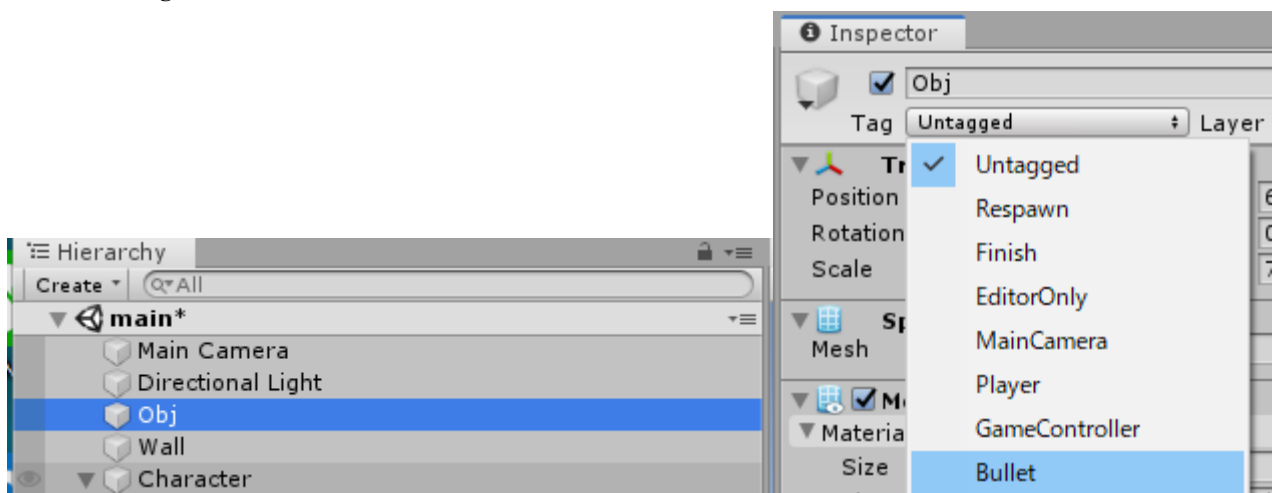 Inspector
Obj
Tag Untagged Layer
Untagged
Position
Respawn
Rotation
Finish
Scale
EditorOnly
MainCamera
Mesh
Player
GameController
Size
Bullet
Hierarchy
Create All
main*
Main Camera
Directional Light
Obj
Wall
Character